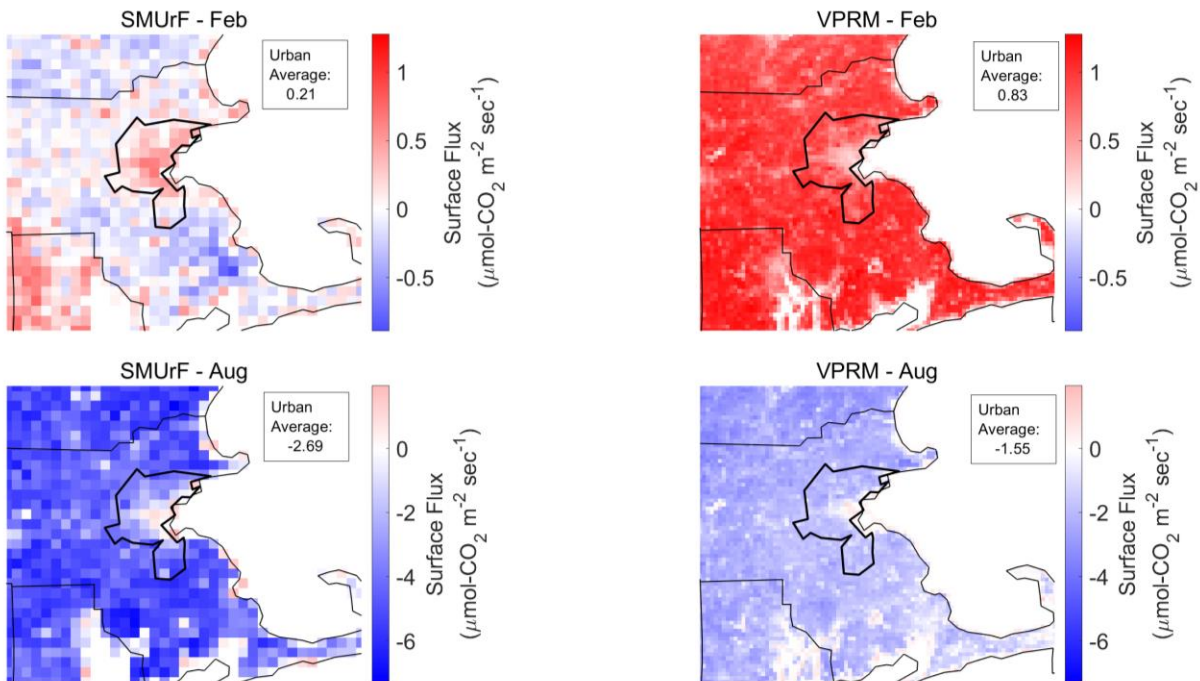 SMUrF - Feb
Urban
Average:
0.21
1
0.5
0
-0.5
Surface Flux
(μmol-CO₂ m⁻² sec⁻¹)
VPRM - Feb
Urban
Average:
0.83
1
0.5
0
-0.5
Surface Flux
(μmol-CO₂ m⁻² sec⁻¹)
SMUrF - Aug
Urban
Average:
-2.69
0
-2
-4
-6
Surface Flux
(μmol-CO₂ m⁻² sec⁻¹)
VPRM - Aug
Urban
Average:
-1.55
0
-2
-4
-6
Surface Flux
(μmol-CO₂ m⁻² sec⁻¹)